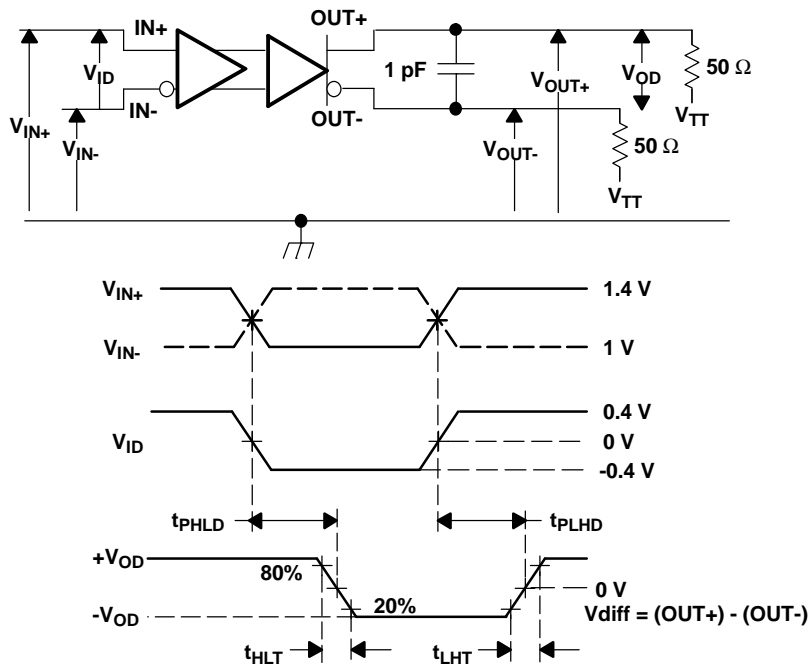 IN+
OUT+
V_ID
1 pF
V_OUT+
V_OD
50 Ω
IN-
OUT-
V_TT
V_IN+
V_IN-
V_OUT-
50 Ω
V_TT
V_IN+
1.4 V
V_IN-
1 V
0.4 V
V_ID
0 V
-0.4 V
t_PHLD
t_PLHD
+V_OD
80%
0 V
20%
Vdiff = (OUT+) - (OUT-)
-V_OD
t_HLT
t_LHT